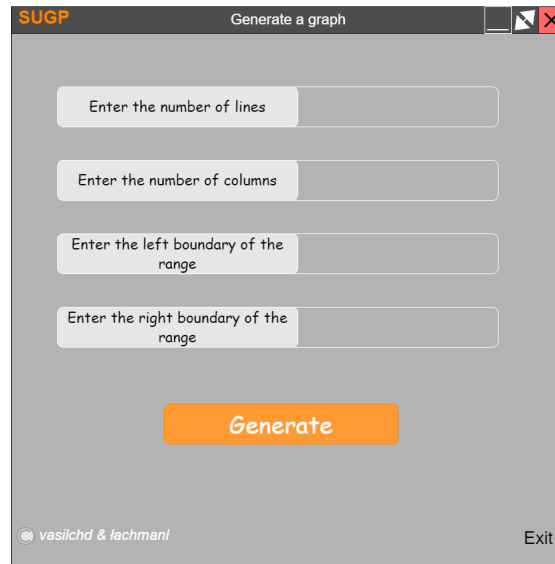 SUGP
Generate a graph
Enter the number of lines
Enter the number of columns
Enter the left boundary of the
range
Enter the right boundary of the
range
Generate
vasilchd & łachmanl
Exit